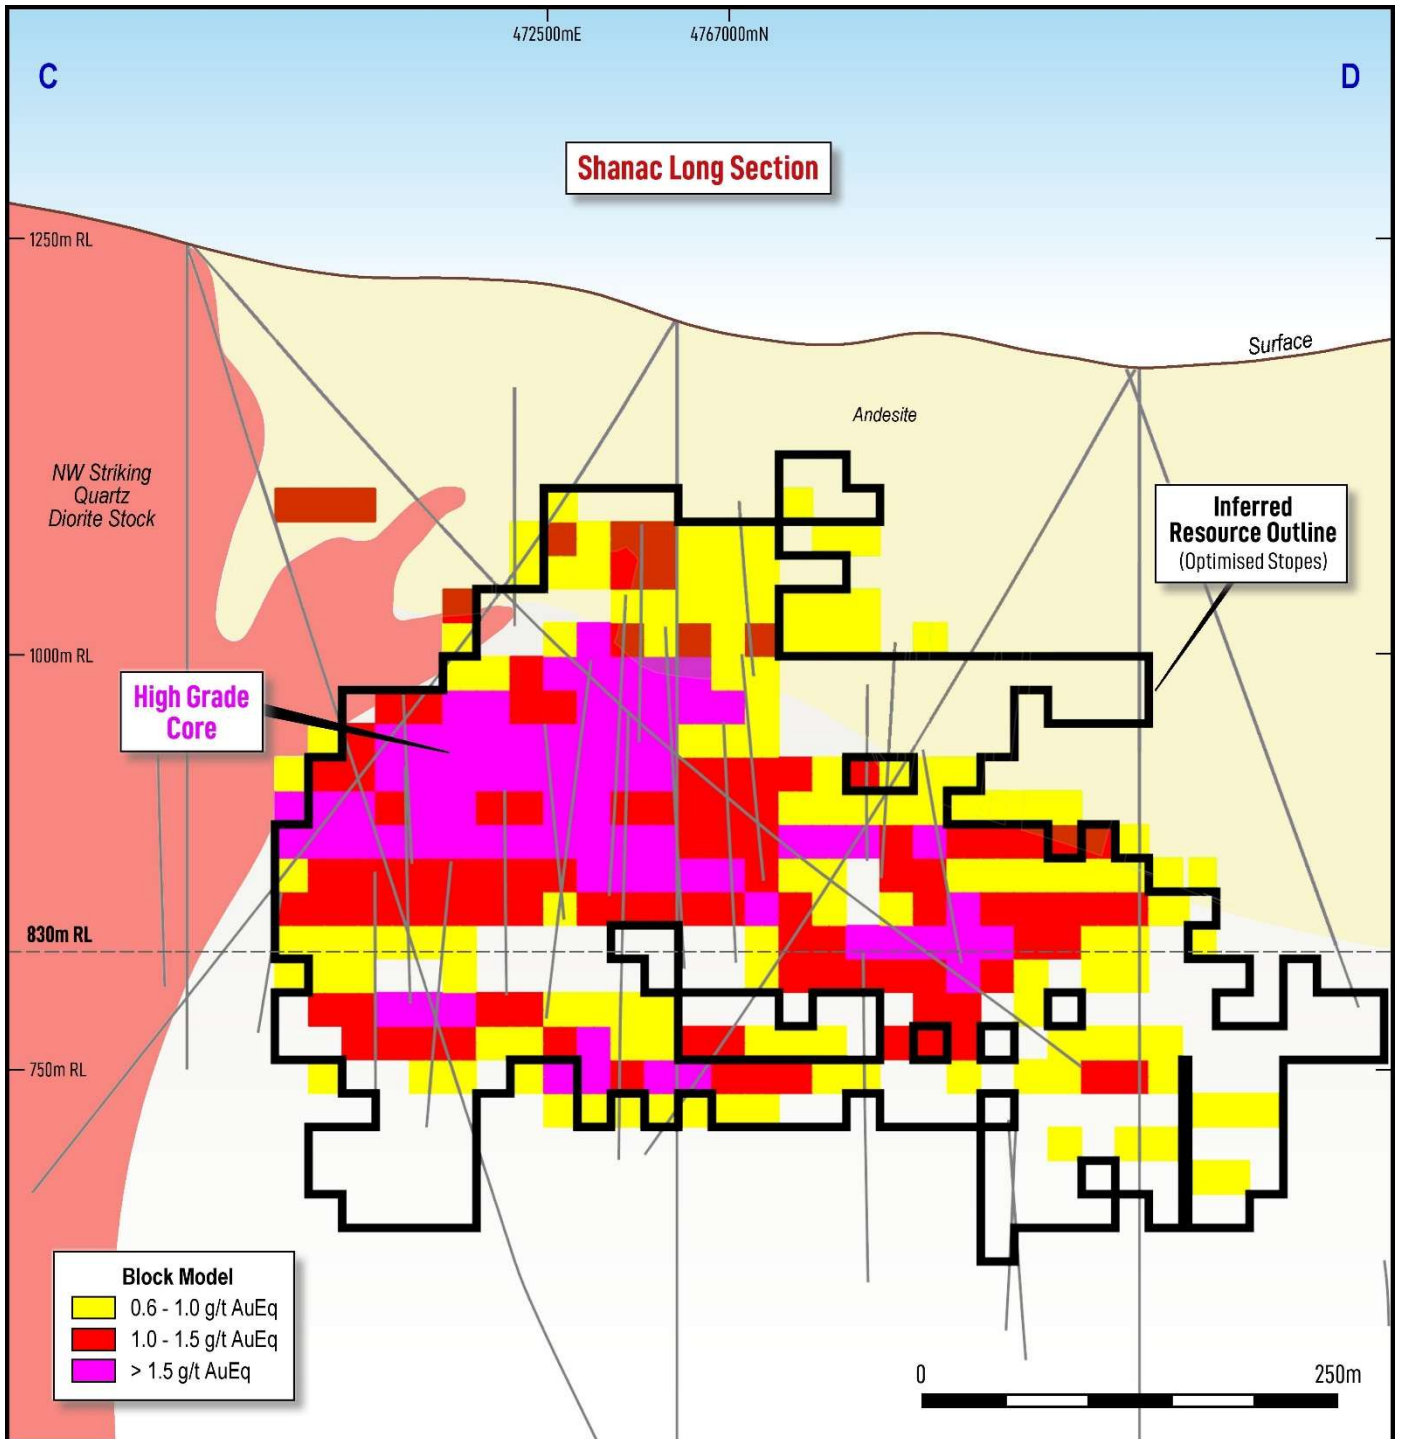 472500mE
4767000mN
C
D
Shanac Long Section
1250m RL
Surface
Andesite
NW Striking
Quartz
Diorite Stock
Inferred
Resource Outline
(Optimised Stopes)
1000m RL
High Grade
Core
830m RL
750m RL
Block Model
0.6 - 1.0 g/t AuEq
1.0 - 1.5 g/t AuEq
> 1.5 g/t AuEq
0
250m